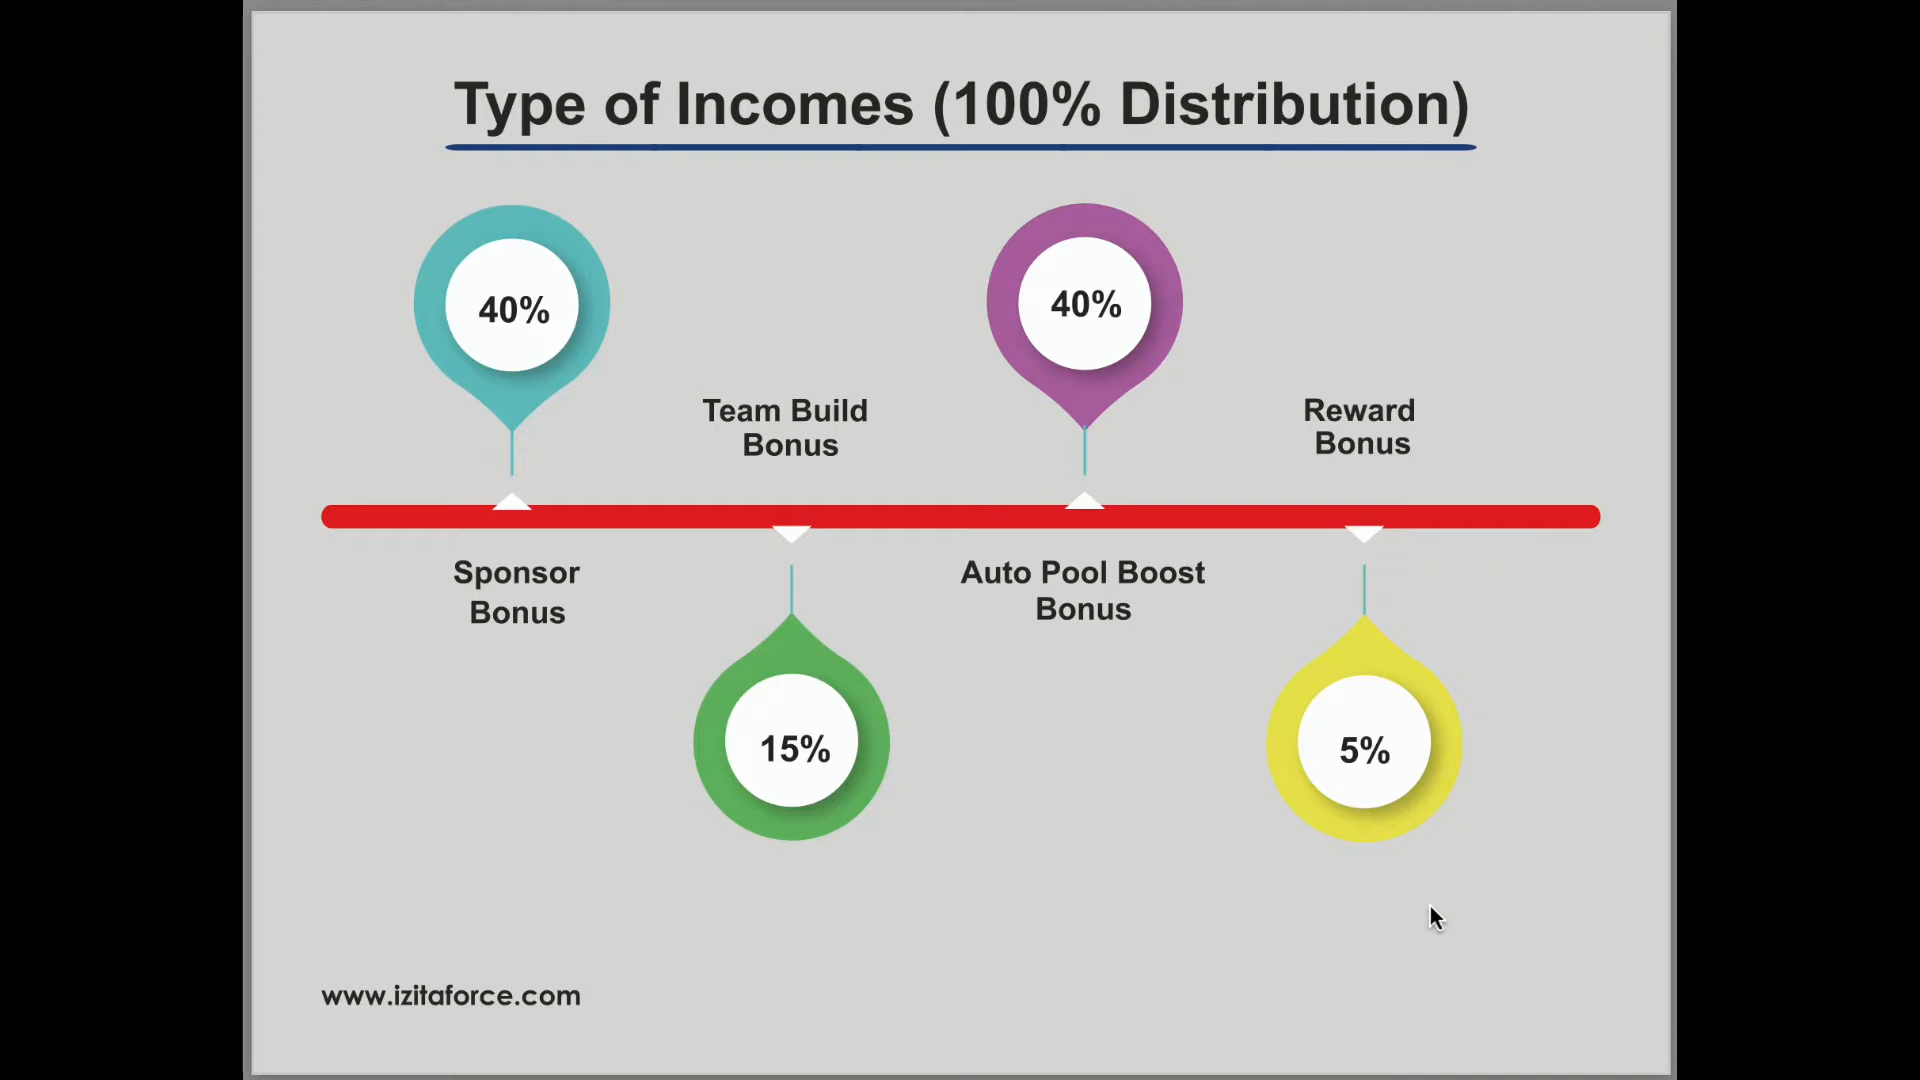 Type of Incomes (100% Distribution)
40%
40%
Team Build
Bonus
Reward
Bonus
Sponsor
Bonus
Auto Pool Boost
Bonus
15%
5%
www.izitaforce.com